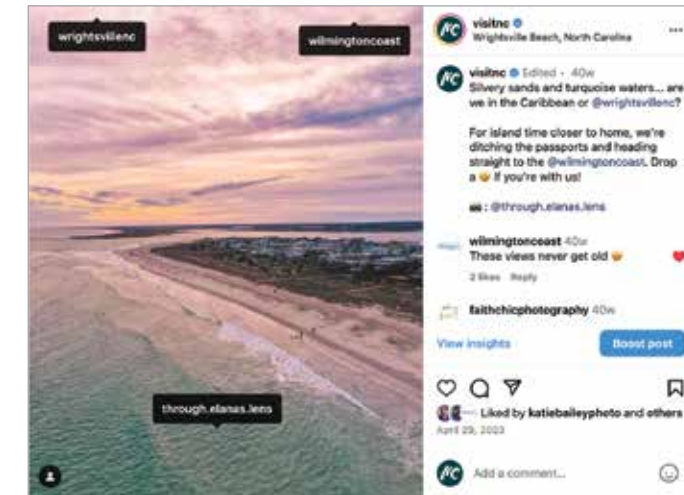 wrightsvillenc
wilmingtoncoast
through.elanas.lens
NC
visitnc
Wrightsville Beach, North Carolina
NC
visitnc Edited • 40w
Silvery sands and turquoise waters... are
we in the Caribbean or @wrightsvillenc?
For island time closer to home, we're
ditching the passports and heading
straight to the @wilmingtoncoast. Drop
a if you're with us!
: @through.elanas.lens
wilmingtoncoast 40w
These views never get old
2 likes Reply
faithchicphotography 40w
View insights
Boost post
Liked by katiebaileyphoto and others
April 29, 2023
NC
Add a comment...